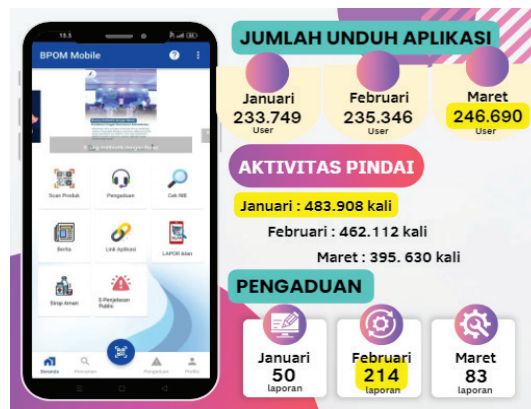 BPOM Mobile
Scan Produk
Pengaduan
Cek NIE
Berita
Link Aplikasi
LAPOR Iklan
Sirop Aman
E-Penjelasan
Publik
Beranda
Pencarian
Pengaduan
Profile
JUMLAH UNDUH APLIKASI
Januari
233.749
User
Februari
235.346
User
Maret
246.690
User
AKTIVITAS PINDAI
Januari : 483.908 kali
Februari : 462.112 kali
Maret : 395. 630 kali
PENGADUAN
Januari
50
laporan
Februari
214
laporan
Maret
83
laporan